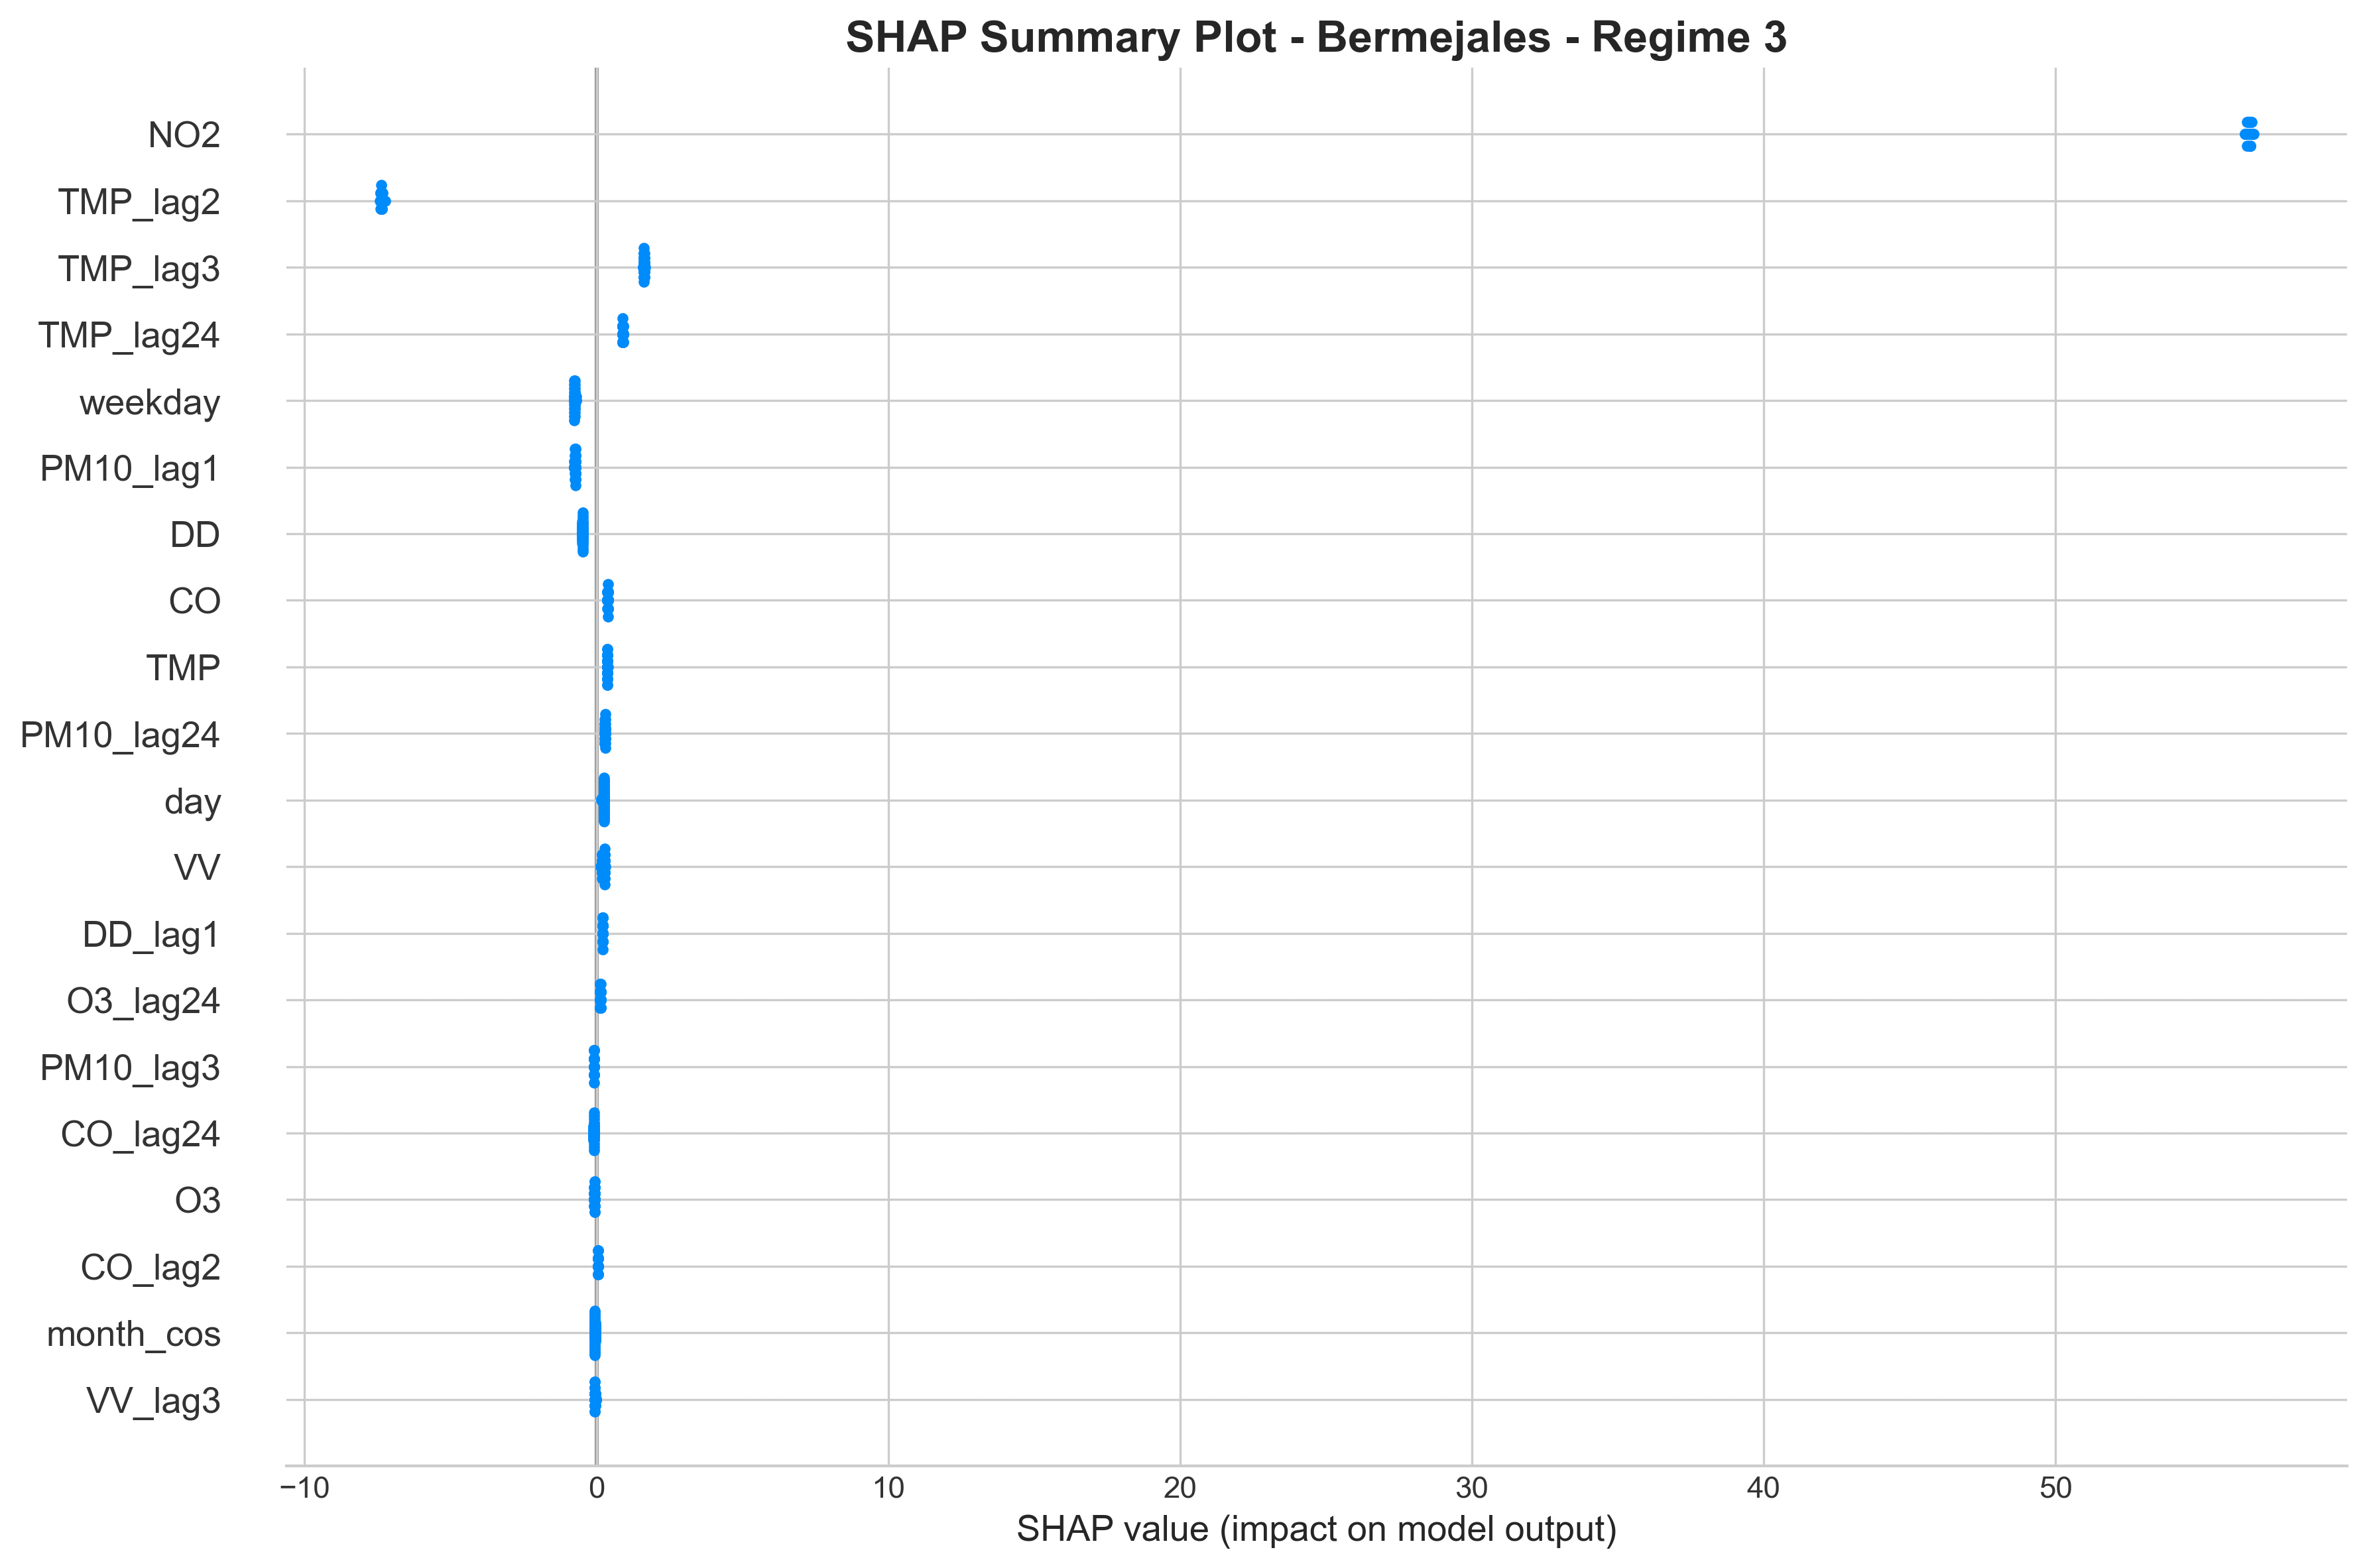 SHAP Summary Plot - Bermejales - Regime 3
NO2
TMP_lag2
TMP_lag3
TMP_lag24
weekday
PM10_lag1
DD
CO
TMP
PM10_lag24
day
VV
DD_lag1
O3_lag24
PM10_lag3
CO_lag24
O3
CO_lag2
month_cos
VV_lag3
−10 0 10 20 30 40 50
SHAP value (impact on model output)